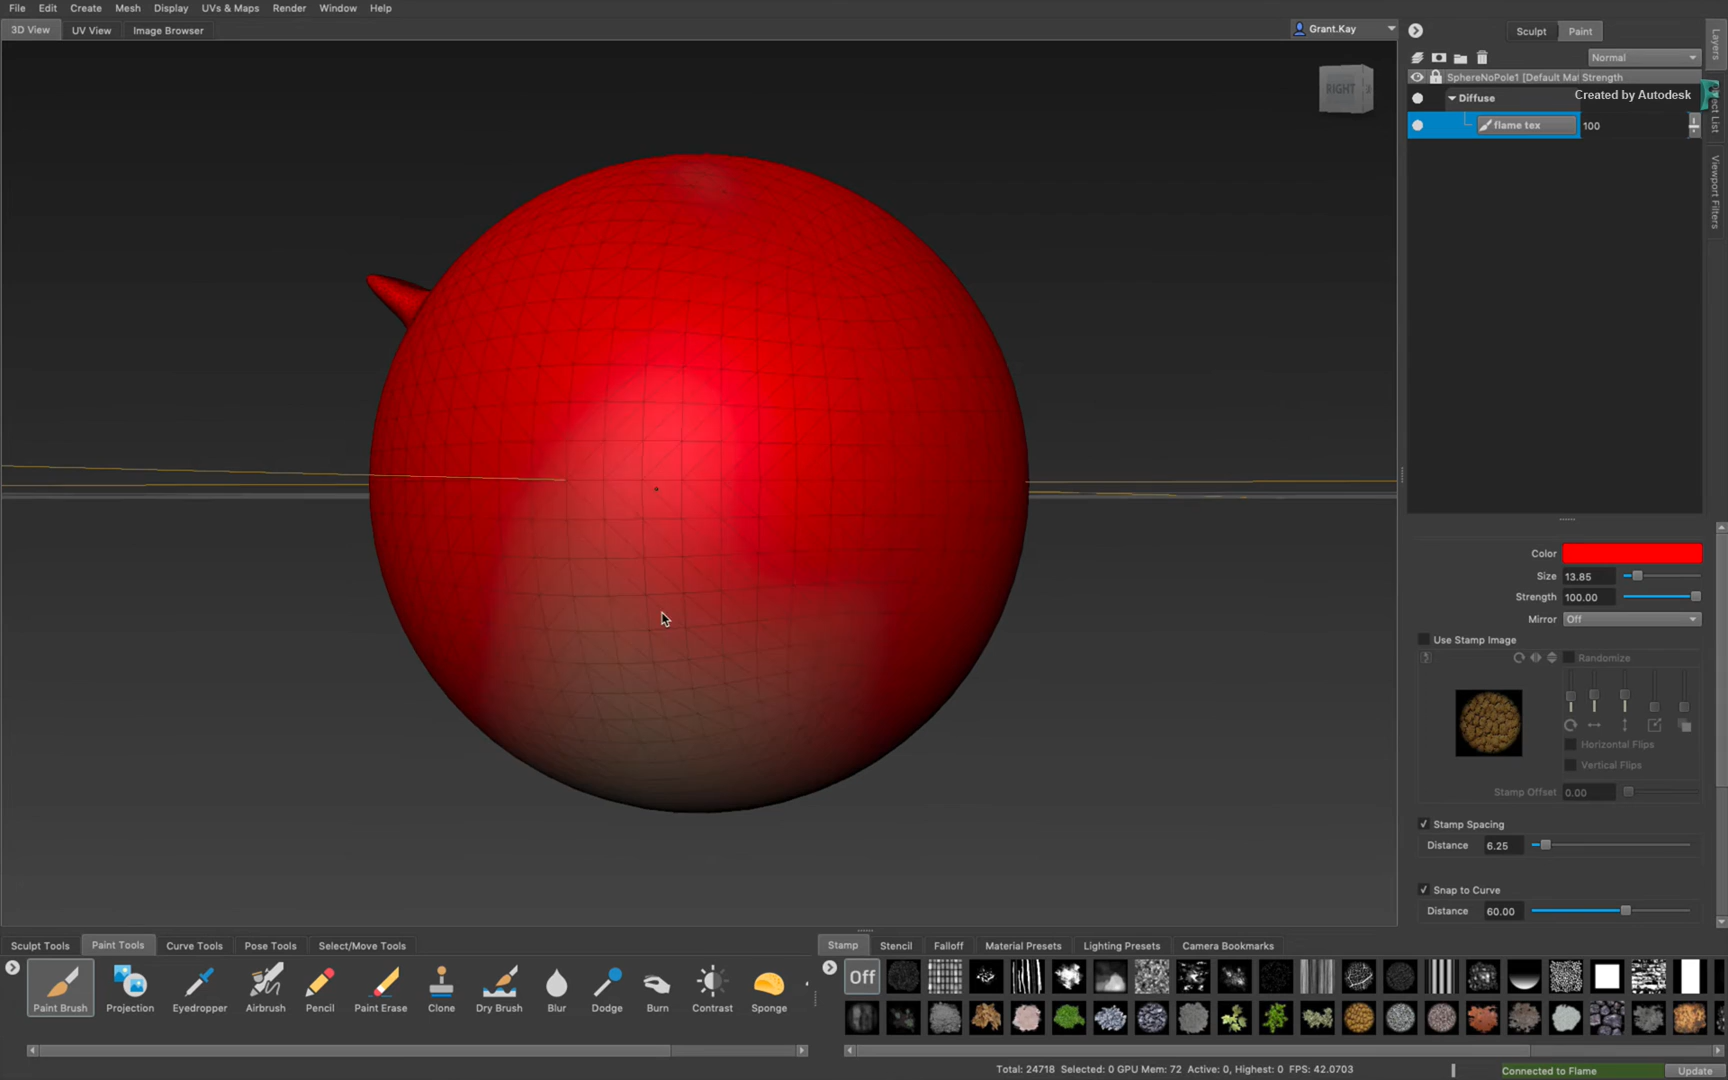 File Edit Create Mesh Display UVs & Maps Render Window Help
3D View UV View Image Browser
Grant.Kay
Sculpt Paint
Normal
SphereNoPole1 [Default Mat Strength
Created by Autodesk
Diffuse
flame tex 100
Layers
ect List
Viewport Filters
RIGHT
Color
Size 13.85
Strength 100.00
Mirror Off
Use Stamp Image
Randomize
Horizontal Flips
Vertical Flips
Stamp Offset 0.00
Stamp Spacing
Distance 6.25
Snap to Curve
Distance 60.00
Sculpt Tools Paint Tools Curve Tools Pose Tools Select/Move Tools
Paint Brush Projection Eyedropper Airbrush Pencil Paint Erase Clone Dry Brush Blur Dodge Burn Contrast Sponge
Stamp Stencil Falloff Material Presets Lighting Presets Camera Bookmarks
Off
Total: 24718 Selected: 0 GPU Mem: 72 Active: 0, Highest: 0 FPS: 42.0703
Connected to Flame Update